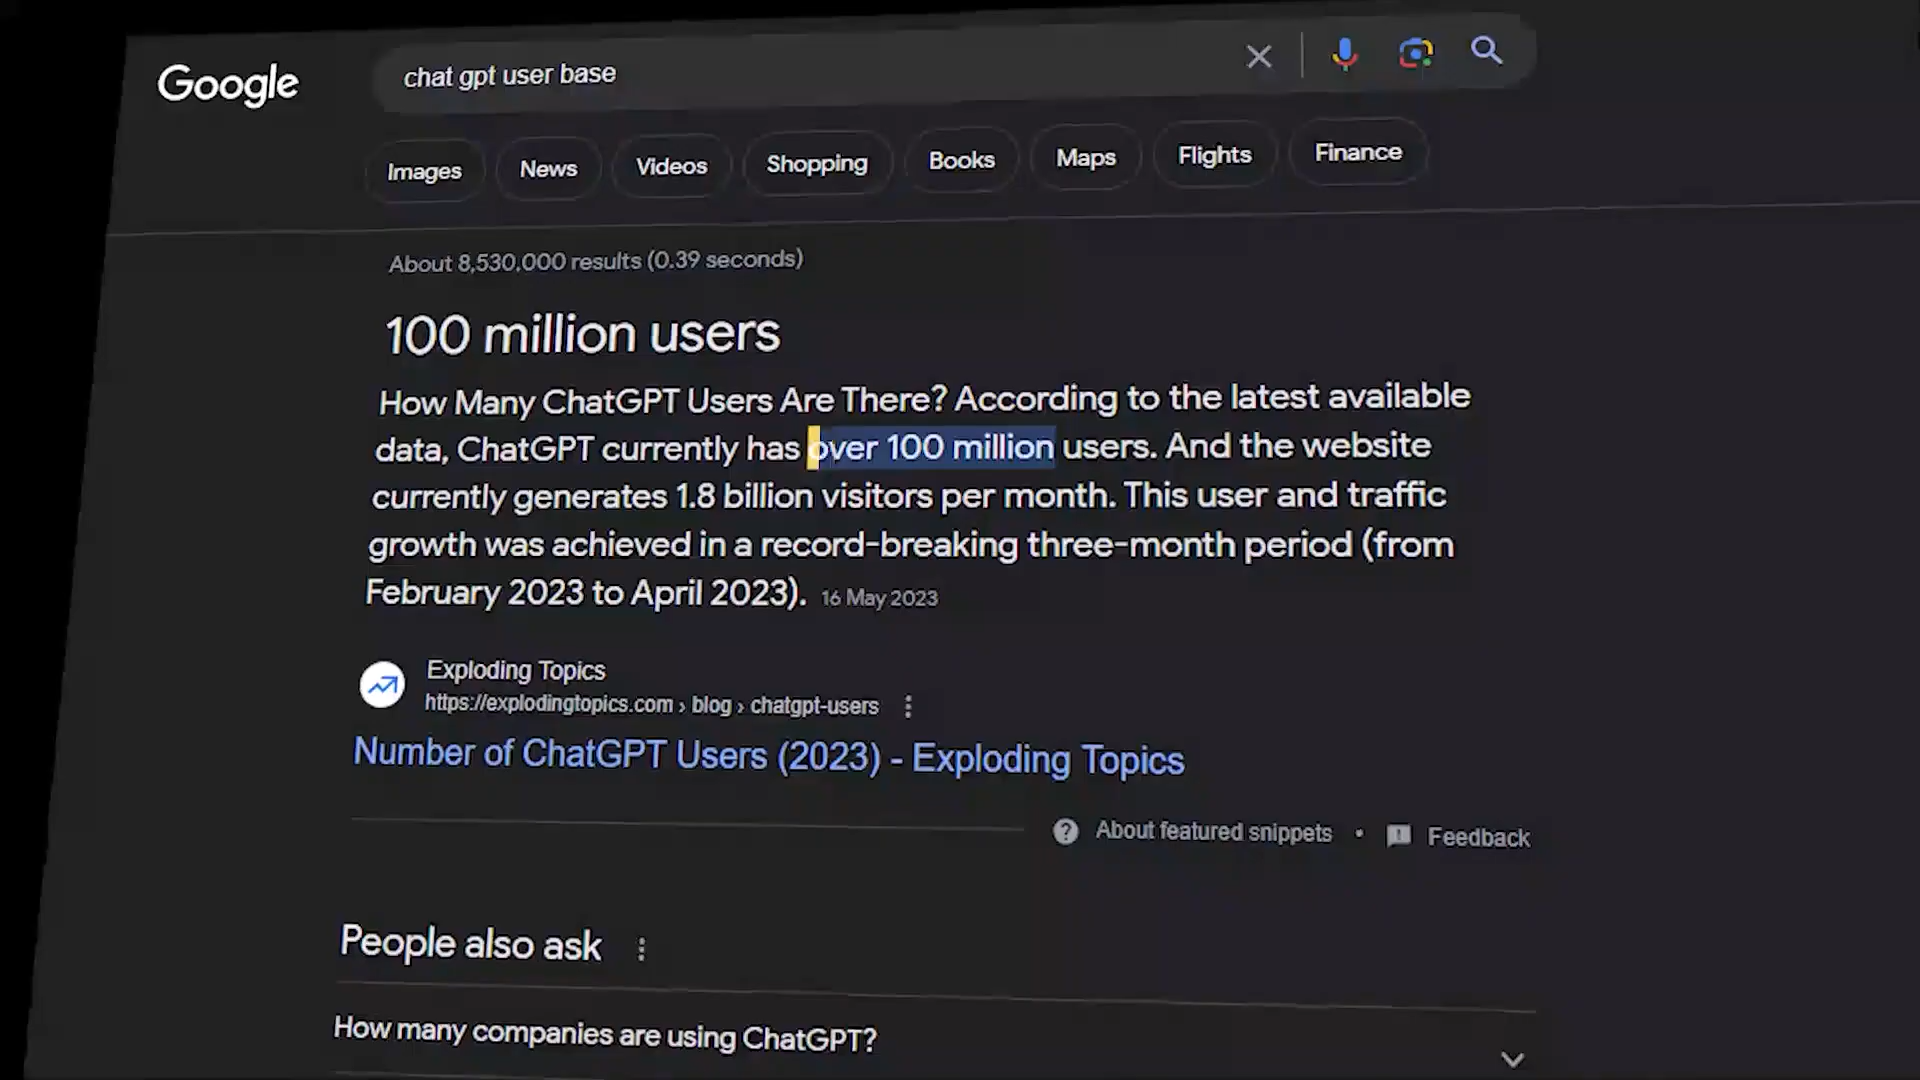 Google
chat gpt user base
Images
News
Videos
Shopping
Books
Maps
Flights
Finance
About 8,530,000 results (0.39 seconds)
100 million users
How Many ChatGPT Users Are There? According to the latest available
data, ChatGPT currently has over 100 million users. And the website
currently generates 1.8 billion visitors per month. This user and traffic
growth was achieved in a record-breaking three-month period (from
February 2023 to April 2023). 16 May 2023
Exploding Topics
https://explodingtopics.com › blog › chatgpt-users
Number of ChatGPT Users (2023) - Exploding Topics
About featured snippets • Feedback
People also ask
How many companies are using ChatGPT?